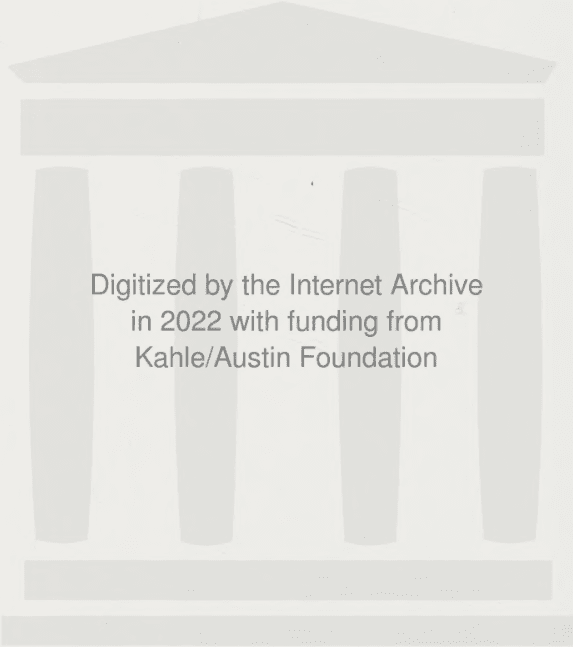 Digitized by the Internet Archive
in 2022 with funding from
Kahle/Austin Foundation